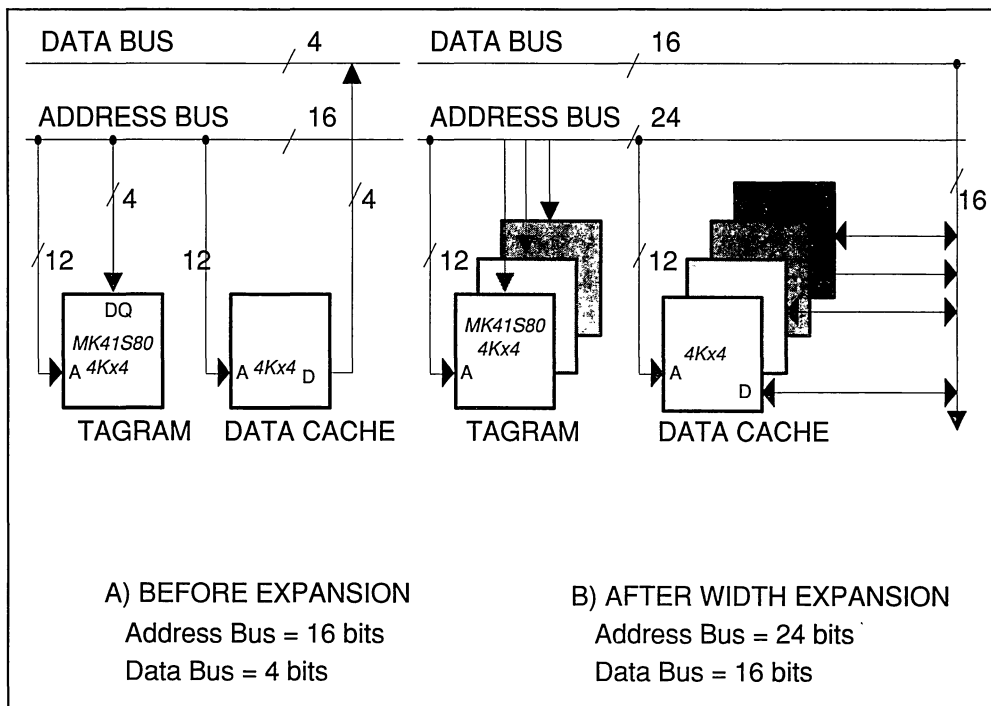 DATA BUS 4
ADDRESS BUS 16
4
4
12
12
DQ
MK41S80
4Kx4
A
A 4Kx4 D
TAGRAM DATA CACHE
DATA BUS 16
ADDRESS BUS 24
16
12
12
MK41S80
4Kx4
A
4Kx4
A
D
TAGRAM DATA CACHE
A) BEFORE EXPANSION
Address Bus = 16 bits
Data Bus = 4 bits
B) AFTER WIDTH EXPANSION
Address Bus = 24 bits
Data Bus = 16 bits